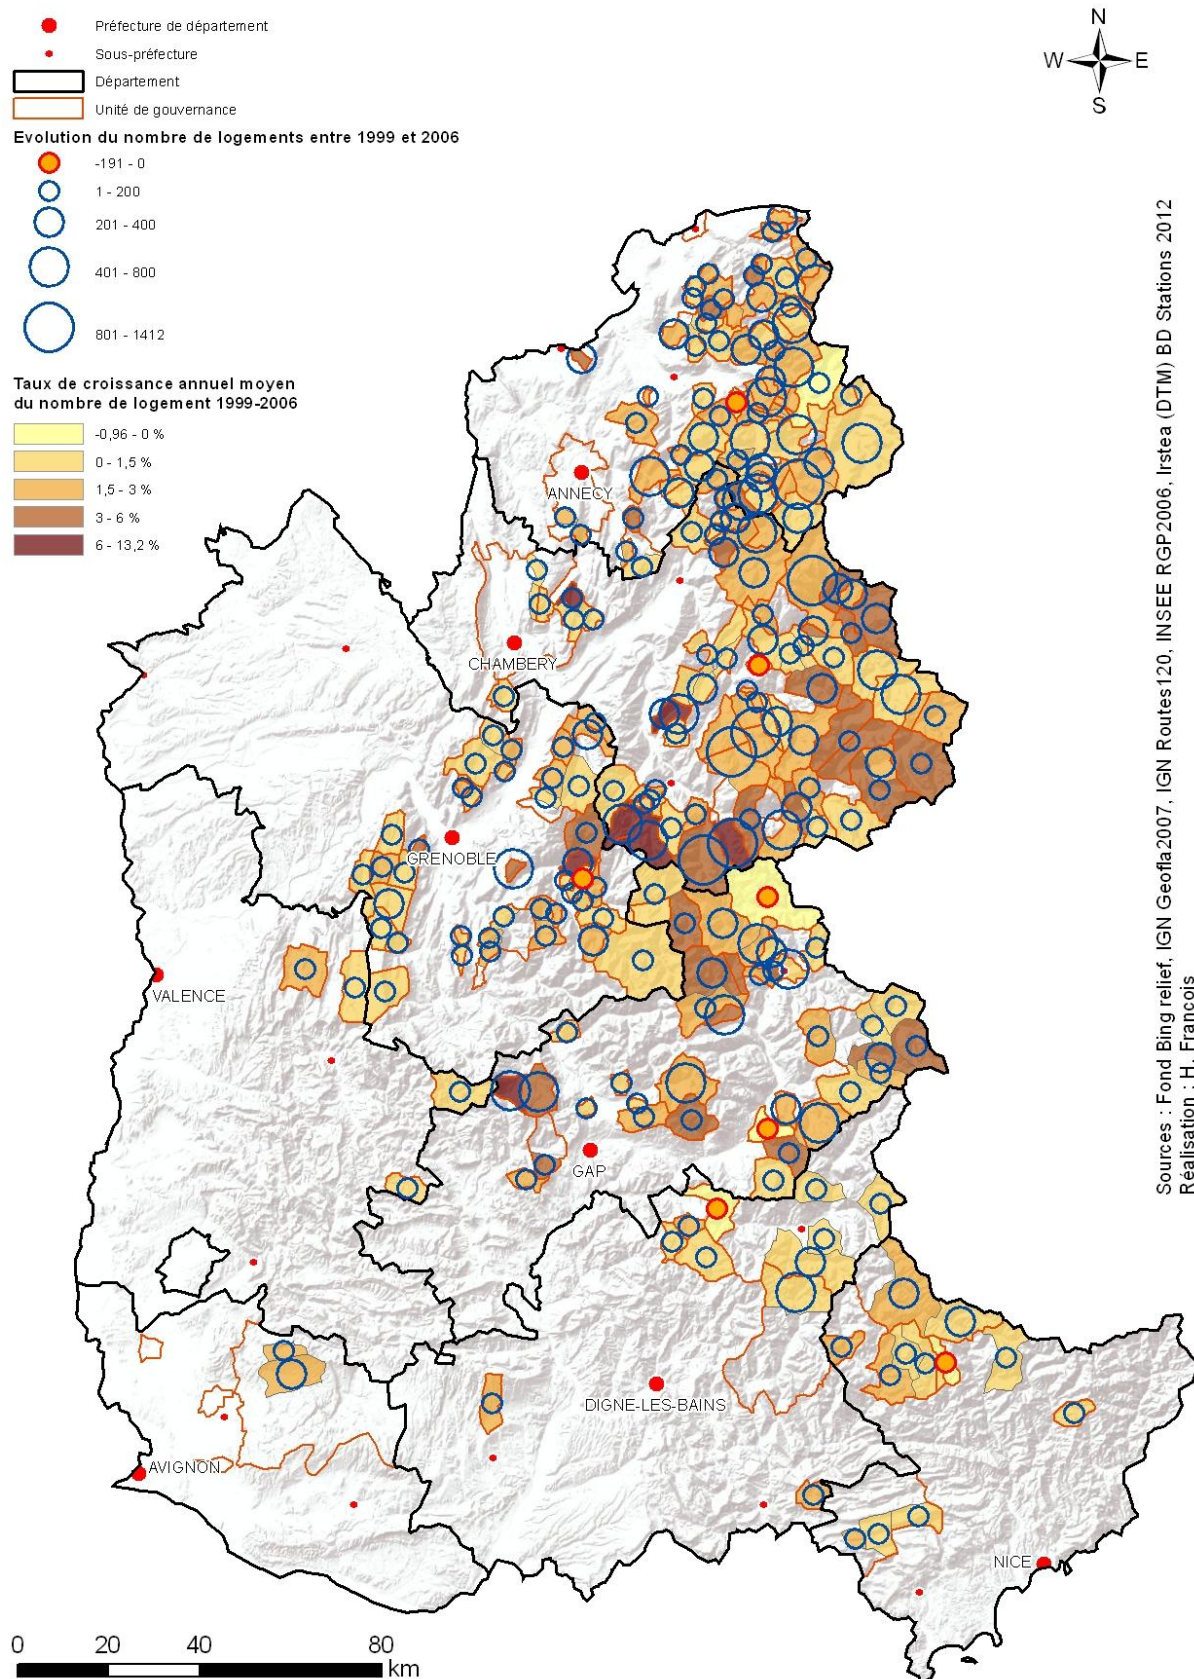 Préfecture de département
Sous-préfecture
Département
Unité de gouvernance
Evolution du nombre de logements entre 1999 et 2006
-191 - 0
1 - 200
201 - 400
401 - 800
801 - 1412
Taux de croissance annuel moyen
du nombre de logement 1999-2006
-0,96 - 0 %
0 - 1,5 %
1,5 - 3 %
3 - 6 %
6 - 13,2 %
N
W E
S
ANNECY
CHAMBERY
GRENOBLE
VALENCE
GAP
DIGNE-LES-BAINS
AVIGNON
NICE
0 20 40 80
km
Sources : Fond Bing relief, IGN Geofla2007, IGN Routes120, INSEE RGP2006, Irstea (DTM) BD Stations 2012
Réalisation : H. François